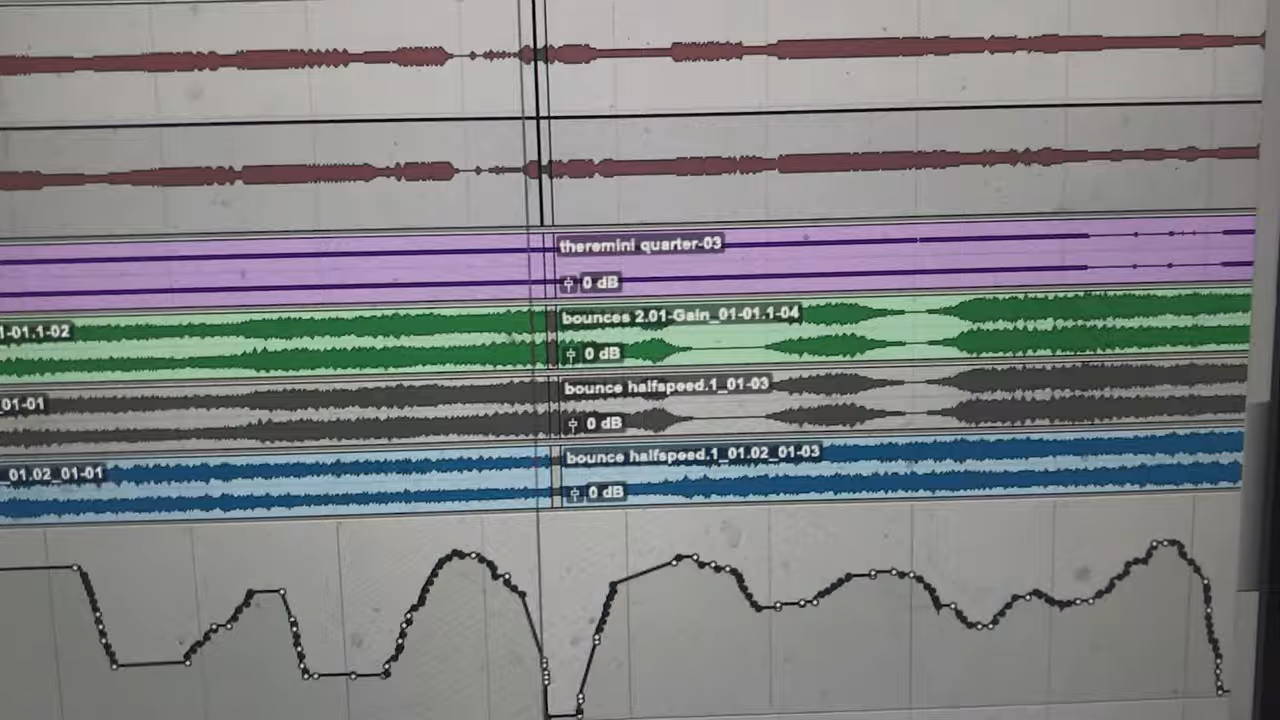 theremini quarter-03
0 dB
1-01.1-02
bounces 2.01-Gain_01-01.1-04
0 dB
01-01
bounce halfspeed.1_01-03
0 dB
_01.02_01-01
bounce halfspeed.1_01.02_01-03
0 dB